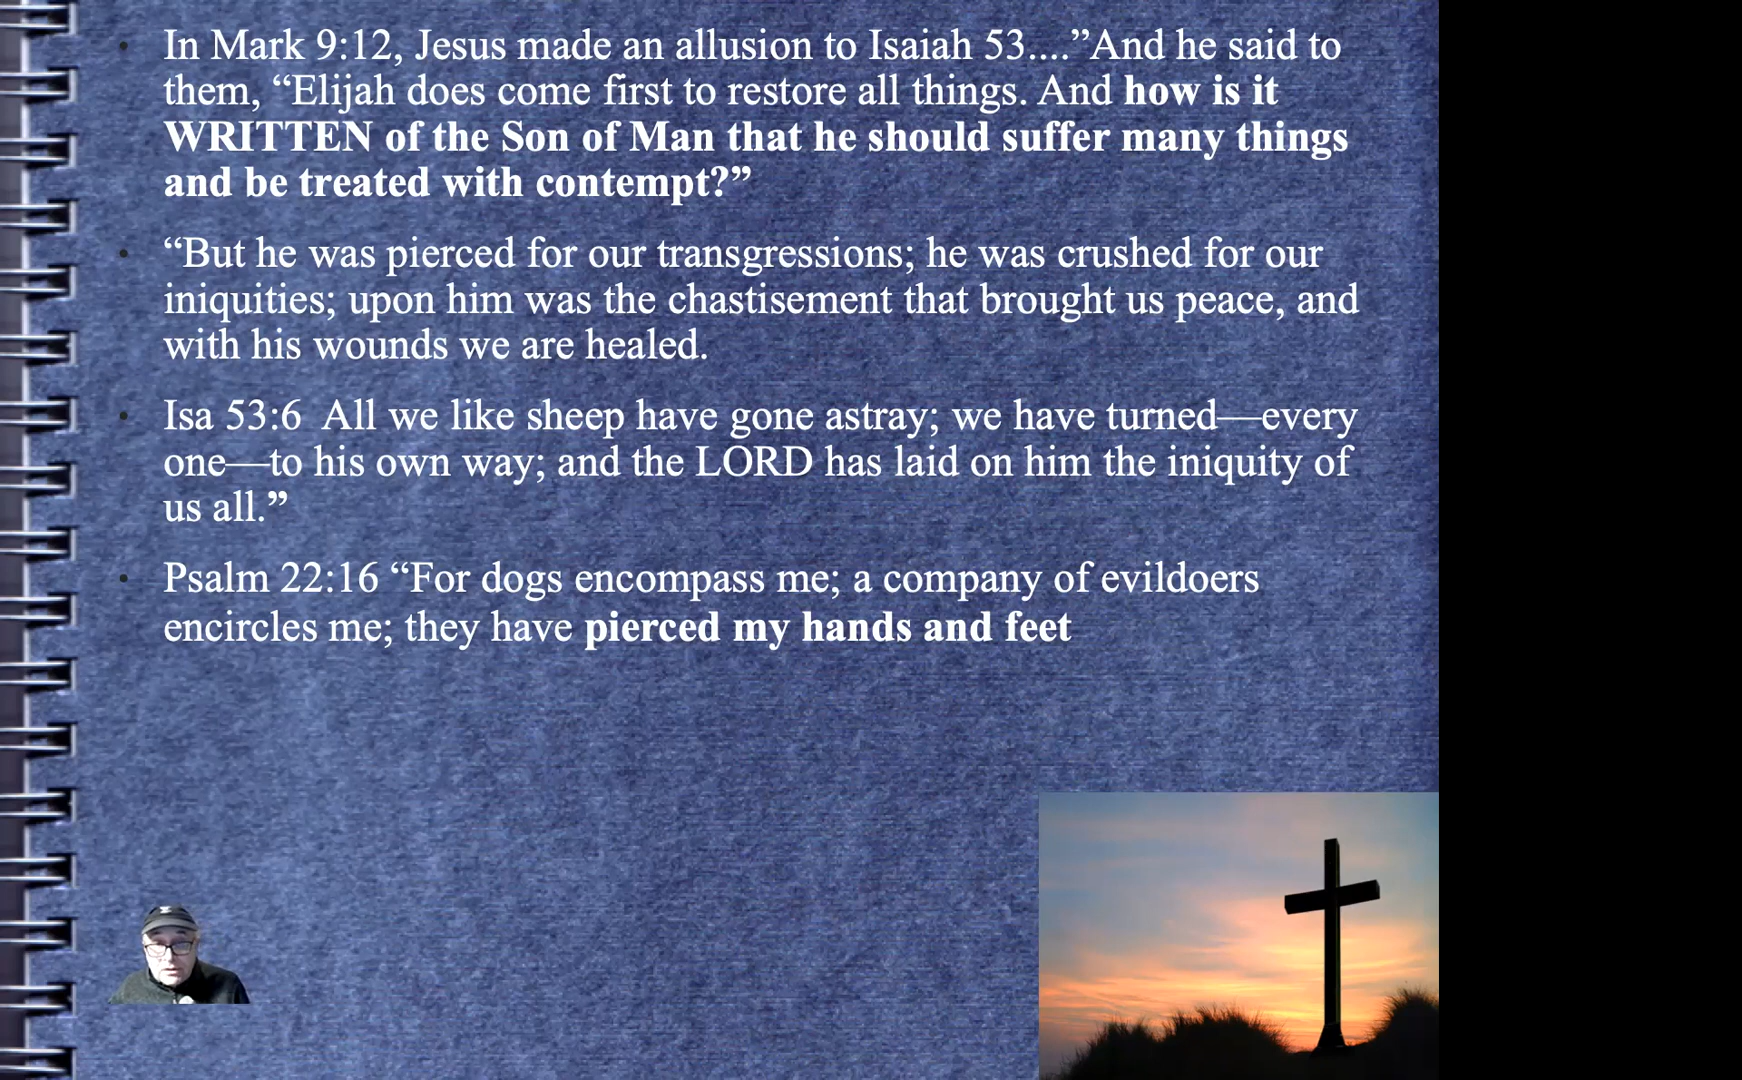 In Mark 9:12, Jesus made an allusion to Isaiah 53....”And he said to
them, “Elijah does come first to restore all things. And how is it
WRITTEN of the Son of Man that he should suffer many things
and be treated with contempt?”
“But he was pierced for our transgressions; he was crushed for our
iniquities; upon him was the chastisement that brought us peace, and
with his wounds we are healed.
Isa 53:6  All we like sheep have gone astray; we have turned—every
one—to his own way; and the LORD has laid on him the iniquity of
us all.”
Psalm 22:16 “For dogs encompass me; a company of evildoers
encircles me; they have pierced my hands and feet